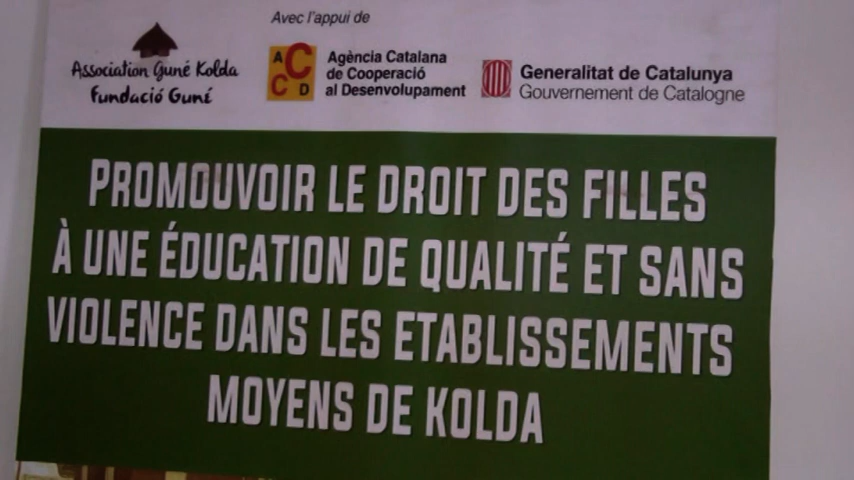 Avec l'appui de
Association Guné Kolda
Fundació Guné
A C C D
Agència Catalana
de Cooperació
al Desenvolupament
Generalitat de Catalunya
Gouvernement de Catalogne
PROMOUVOIR LE DROIT DES FILLES
À UNE ÉDUCATION DE QUALITÉ ET SANS
VIOLENCE DANS LES ETABLISSEMENTS
MOYENS DE KOLDA